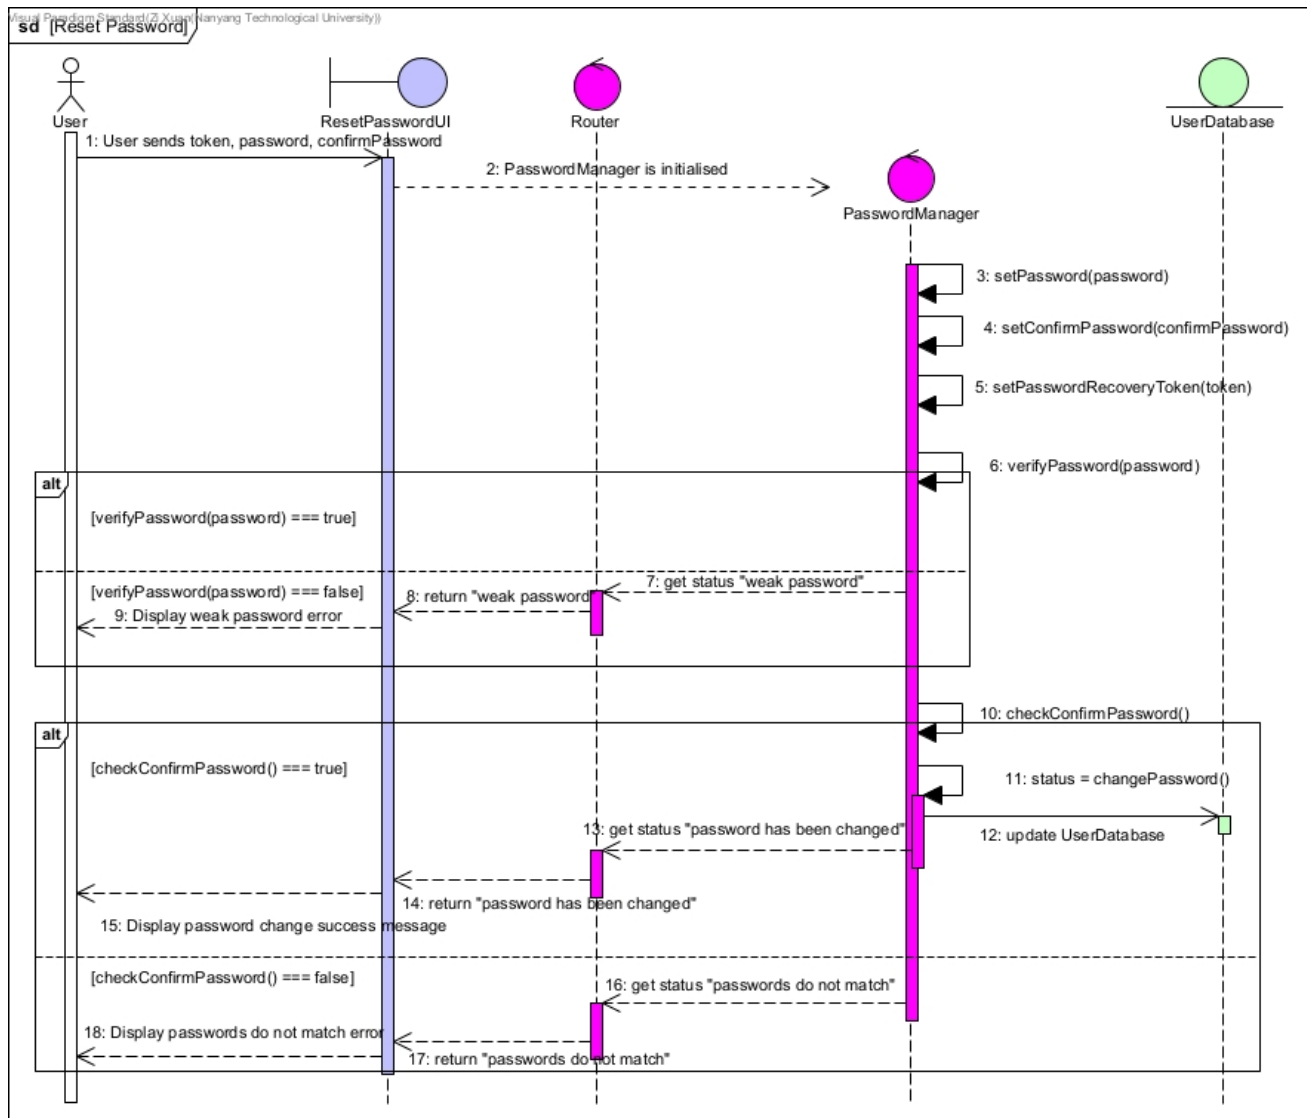 Visual Paradigm Standard(Zi Xuan(Nanyang Technological University))
sd [Reset Password]
User
ResetPasswordUI
Router
UserDatabase
1: User sends token, password, confirmPassword
2: PasswordManager is initialised
PasswordManager
3: setPassword(password)
4: setConfirmPassword(confirmPassword)
5: setPasswordRecoveryToken(token)
6: verifyPassword(password)
alt
[verifyPassword(password) === true]
7: get status "weak password"
[verifyPassword(password) === false]
8: return "weak password"
9: Display weak password error
10: checkConfirmPassword()
alt
[checkConfirmPassword() === true]
11: status = changePassword()
13: get status "password has been changed"
12: update UserDatabase
14: return "password has been changed"
15: Display password change success message
[checkConfirmPassword() === false]
16: get status "passwords do not match"
18: Display passwords do not match error
17: return "passwords do not match"